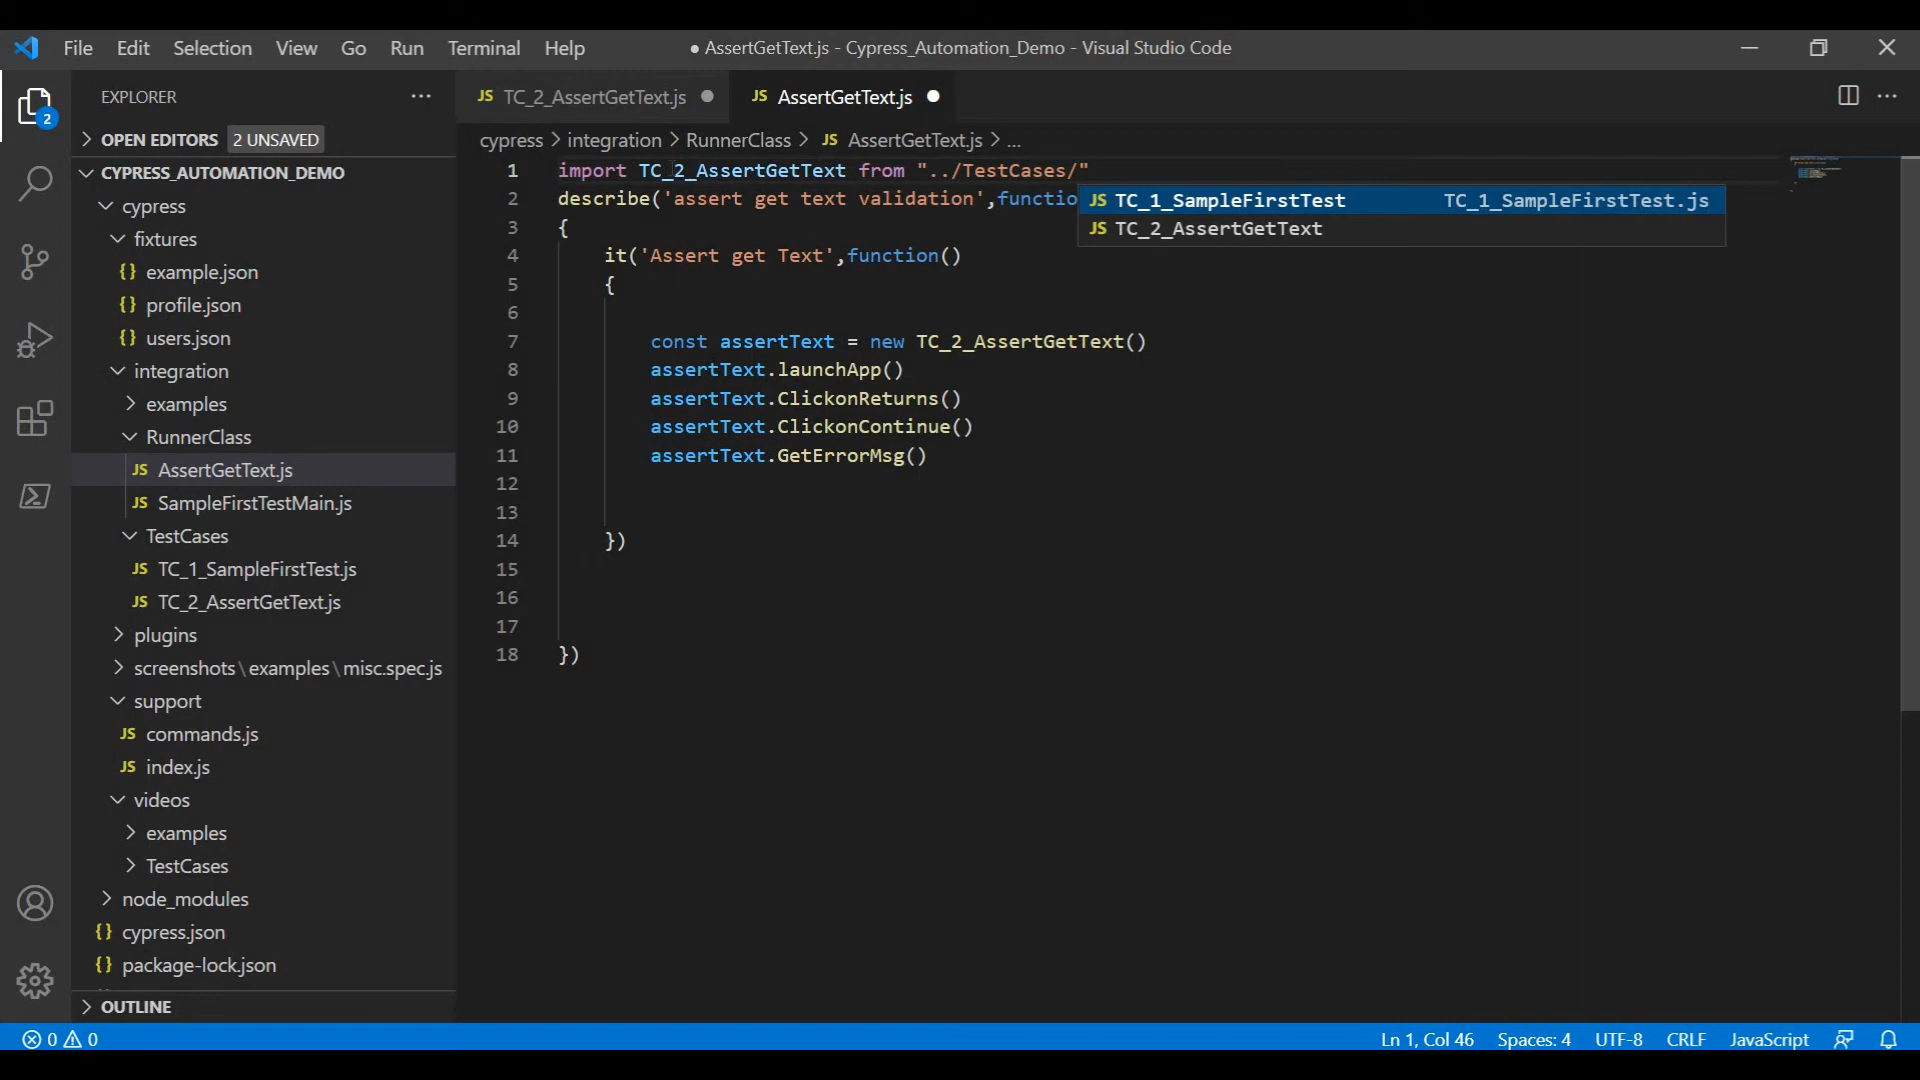 File Edit Selection View Go Run Terminal Help ● AssertGetText.js - Cypress_Automation_Demo - Visual Studio Code
EXPLORER
OPEN EDITORS 2 UNSAVED
CYPRESS_AUTOMATION_DEMO
cypress
fixtures
{} example.json
{} profile.json
{} users.json
integration
examples
RunnerClass
JS AssertGetText.js
JS SampleFirstTestMain.js
TestCases
JS TC_1_SampleFirstTest.js
JS TC_2_AssertGetText.js
plugins
screenshots\examples\misc.spec.js
support
JS commands.js
JS index.js
videos
examples
TestCases
node_modules
{} cypress.json
{} package-lock.json
OUTLINE
2
JS TC_2_AssertGetText.js ● JS AssertGetText.js ●
cypress > integration > RunnerClass > JS AssertGetText.js > ...
1 import TC_2_AssertGetText from "../TestCases/"
2 describe('assert get text validation',functio
JS TC_1_SampleFirstTest TC_1_SampleFirstTest.js
JS TC_2_AssertGetText
3 {
4 it('Assert get Text',function()
5 {
6
7 const assertText = new TC_2_AssertGetText()
8 assertText.launchApp()
9 assertText.ClickonReturns()
10 assertText.ClickonContinue()
11 assertText.GetErrorMsg()
12
13
14 })
15
16
17
18 })
0 0 Ln 1, Col 46 Spaces: 4 UTF-8 CRLF JavaScript